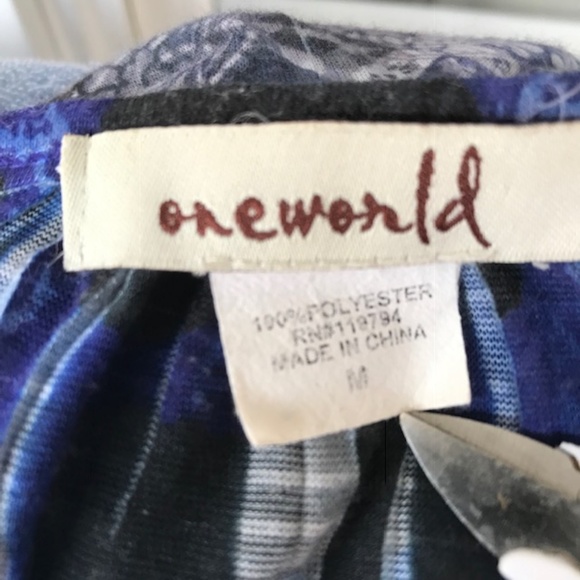 oneworld
100%POLYESTER
RN#119794
MADE IN CHINA
M